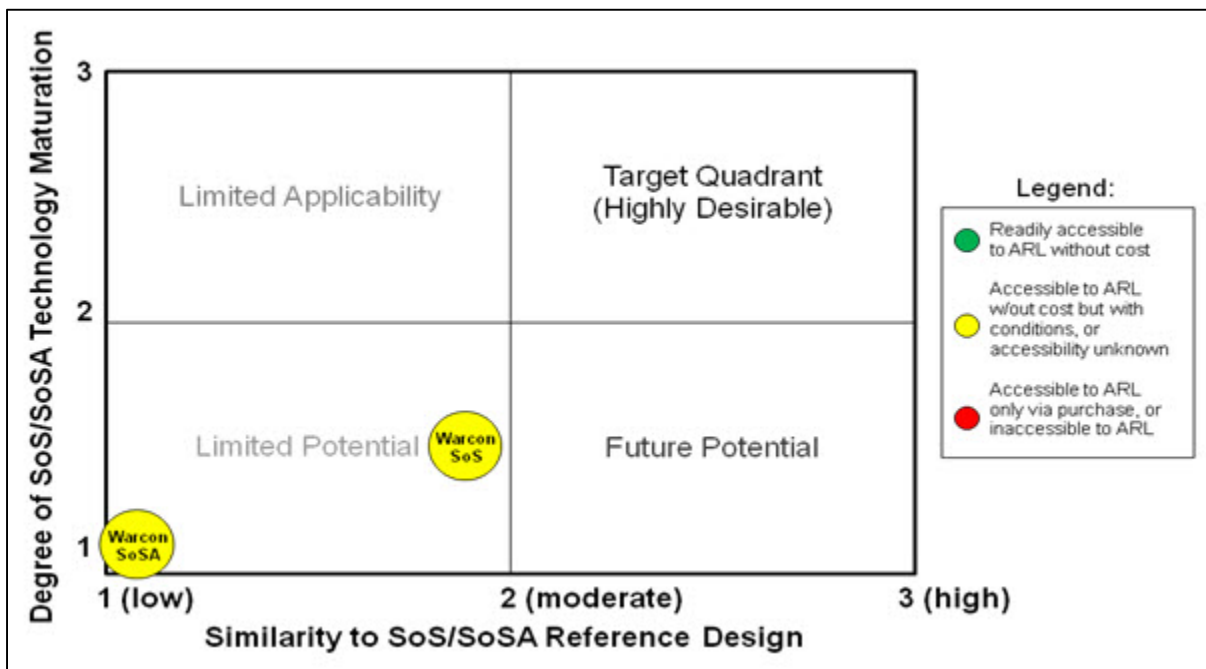 Degree of SoS/SoSA Technology Maturation
3
2
1
Limited Applicability
Target Quadrant
(Highly Desirable)
Limited Potential
Warcon
SoS
Future Potential
Warcon
SoSA
1 (low)
2 (moderate)
3 (high)
Similarity to SoS/SoSA Reference Design
Legend:
Readily accessible
to ARL without cost
Accessible to ARL
w/out cost but with
conditions, or
accessibility unknown
Accessible to ARL
only via purchase, or
inaccessible to ARL